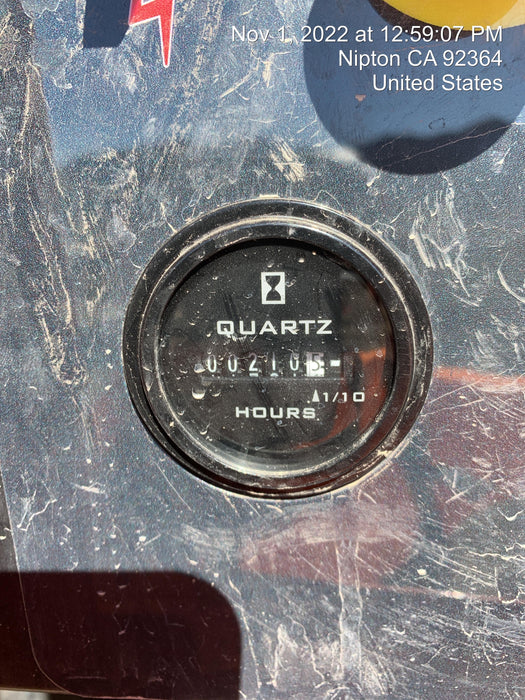 Nov 1, 2022 at 12:59:07 PM
Nipton CA 92364
United States
QUARTZ
002105
1/10
HOURS